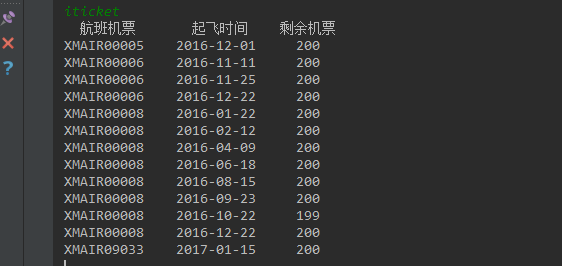 iticket
航班机票 起飞时间 剩余机票
XMAIR00005 2016-12-01 200
XMAIR00006 2016-11-11 200
XMAIR00006 2016-11-25 200
XMAIR00006 2016-12-22 200
XMAIR00008 2016-01-22 200
XMAIR00008 2016-02-12 200
XMAIR00008 2016-04-09 200
XMAIR00008 2016-06-18 200
XMAIR00008 2016-08-15 200
XMAIR00008 2016-09-23 200
XMAIR00008 2016-10-22 199
XMAIR00008 2016-12-22 200
XMAIR09033 2017-01-15 200